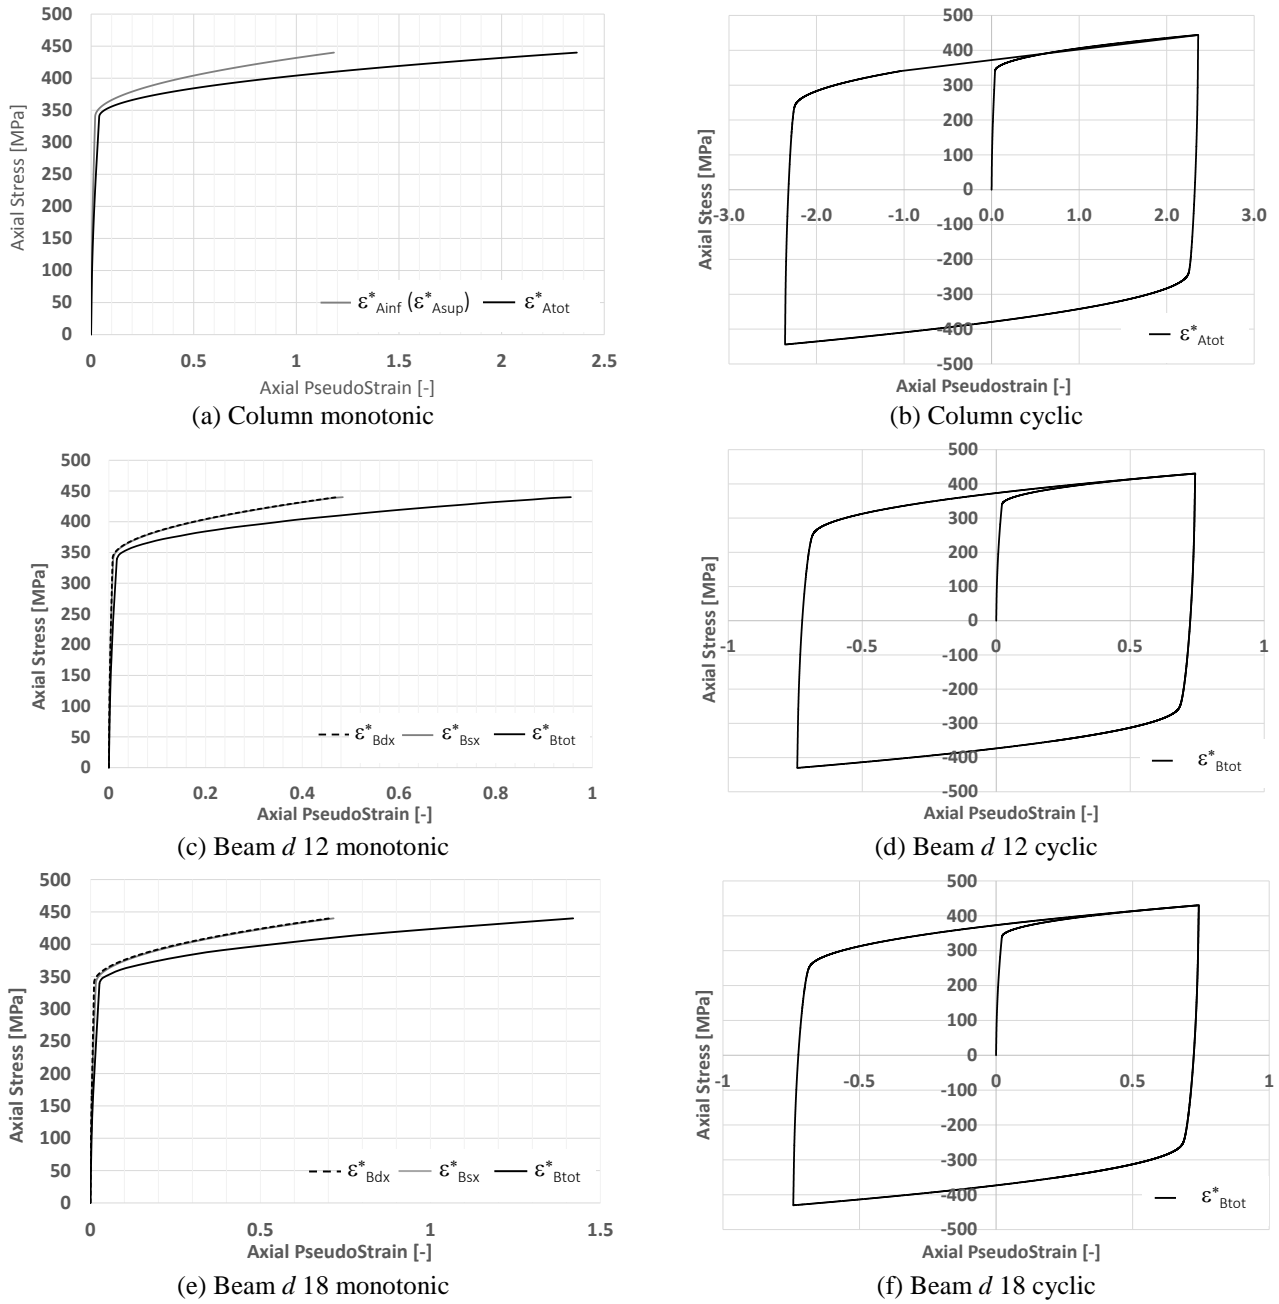 500
450
400
350
300
250
200
150
100
50
0
Axial Stress [MPa]
ε*Ainf (ε*Asup) ε*Atot
0 0.5 1 1.5 2 2.5
Axial PseudoStrain [-]
(a) Column monotonic
500
400
300
200
100
0
-3.0 -2.0 -1.0 0.0 1.0 2.0 3.0
-100
-200
-300
-400
-500
Axial Stess [MPa]
ε*Atot
Axial Pseudostrain [-]
(b) Column cyclic
500
450
400
350
300
250
200
150
100
50
0
Axial Stress [MPa]
ε*Bdx ε*Bsx ε*Btot
0 0.2 0.4 0.6 0.8 1
Axial PseudoStrain [-]
(c) Beam d 12 monotonic
500
400
300
200
100
0
-1 -0.5 0 0.5 1
-100
-200
-300
-400
-500
Axial Stress [MPa]
ε*Btot
Axial PseudoStrain [-]
(d) Beam d 12 cyclic
500
450
400
350
300
250
200
150
100
50
0
Axial Stress [MPa]
ε*Bdx ε*Bsx ε*Btot
0 0.5 1 1.5
Axial PseudoStrain [-]
(e) Beam d 18 monotonic
500
400
300
200
100
0
-1 -0.5 0 0.5 1
-100
-200
-300
-400
-500
Axial Stress [MPa]
ε*Btot
Axial PseudoStrain [-]
(f) Beam d 18 cyclic